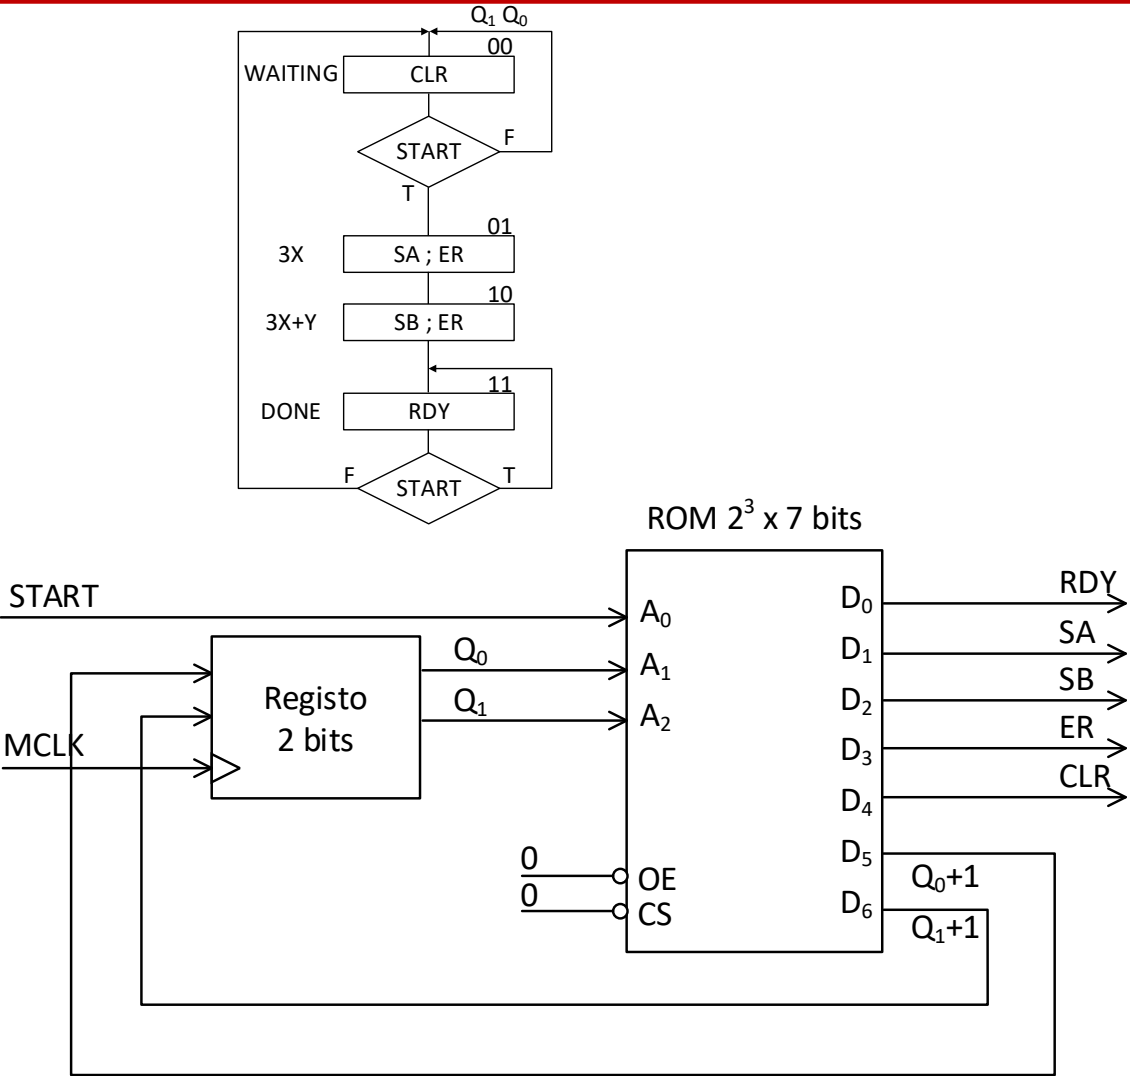 Q₁ Q₀
00
WAITING
CLR
START
F
T
01
3X
SA ; ER
10
3X+Y
SB ; ER
11
DONE
RDY
F
START
T
ROM 2³ x 7 bits
START
A₀
D₀
RDY
Q₀
A₁
D₁
SA
Registo
2 bits
Q₁
A₂
D₂
SB
MCLK
D₃
ER
D₄
CLR
0
OE
D₅
Q₀+1
0
CS
D₆
Q₁+1